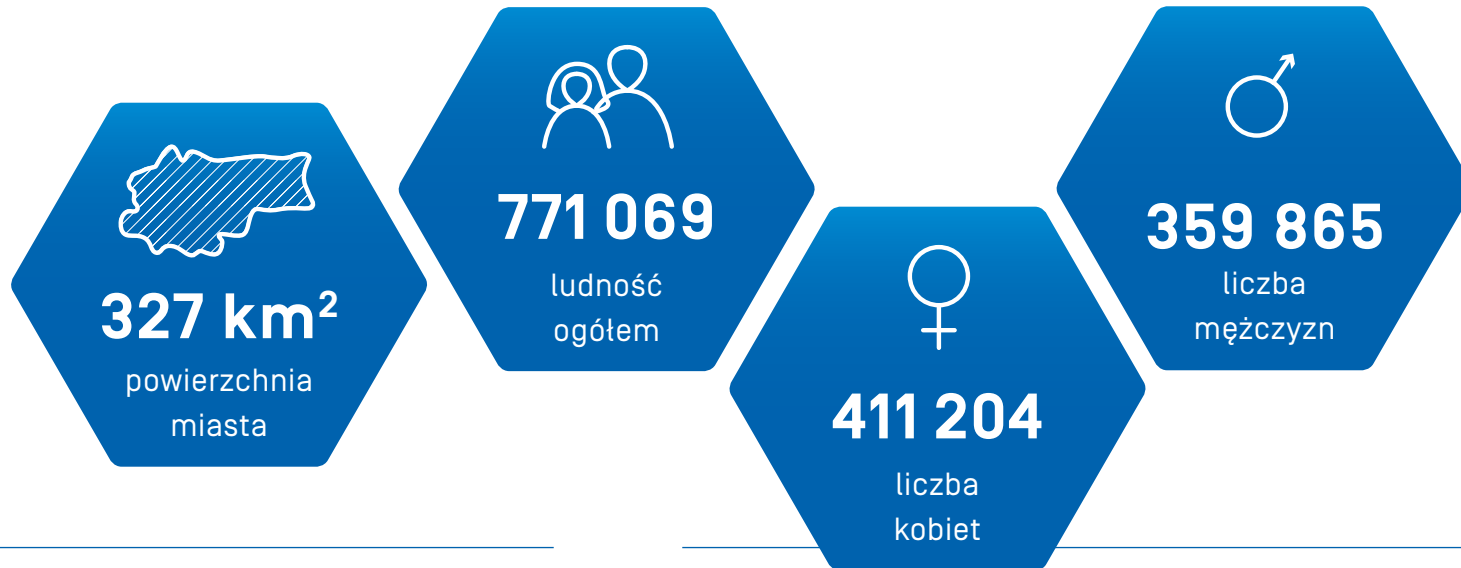 327 km²
powierzchnia
miasta
771 069
ludność
ogółem
411 204
liczba
kobiet
359 865
liczba
mężczyzn